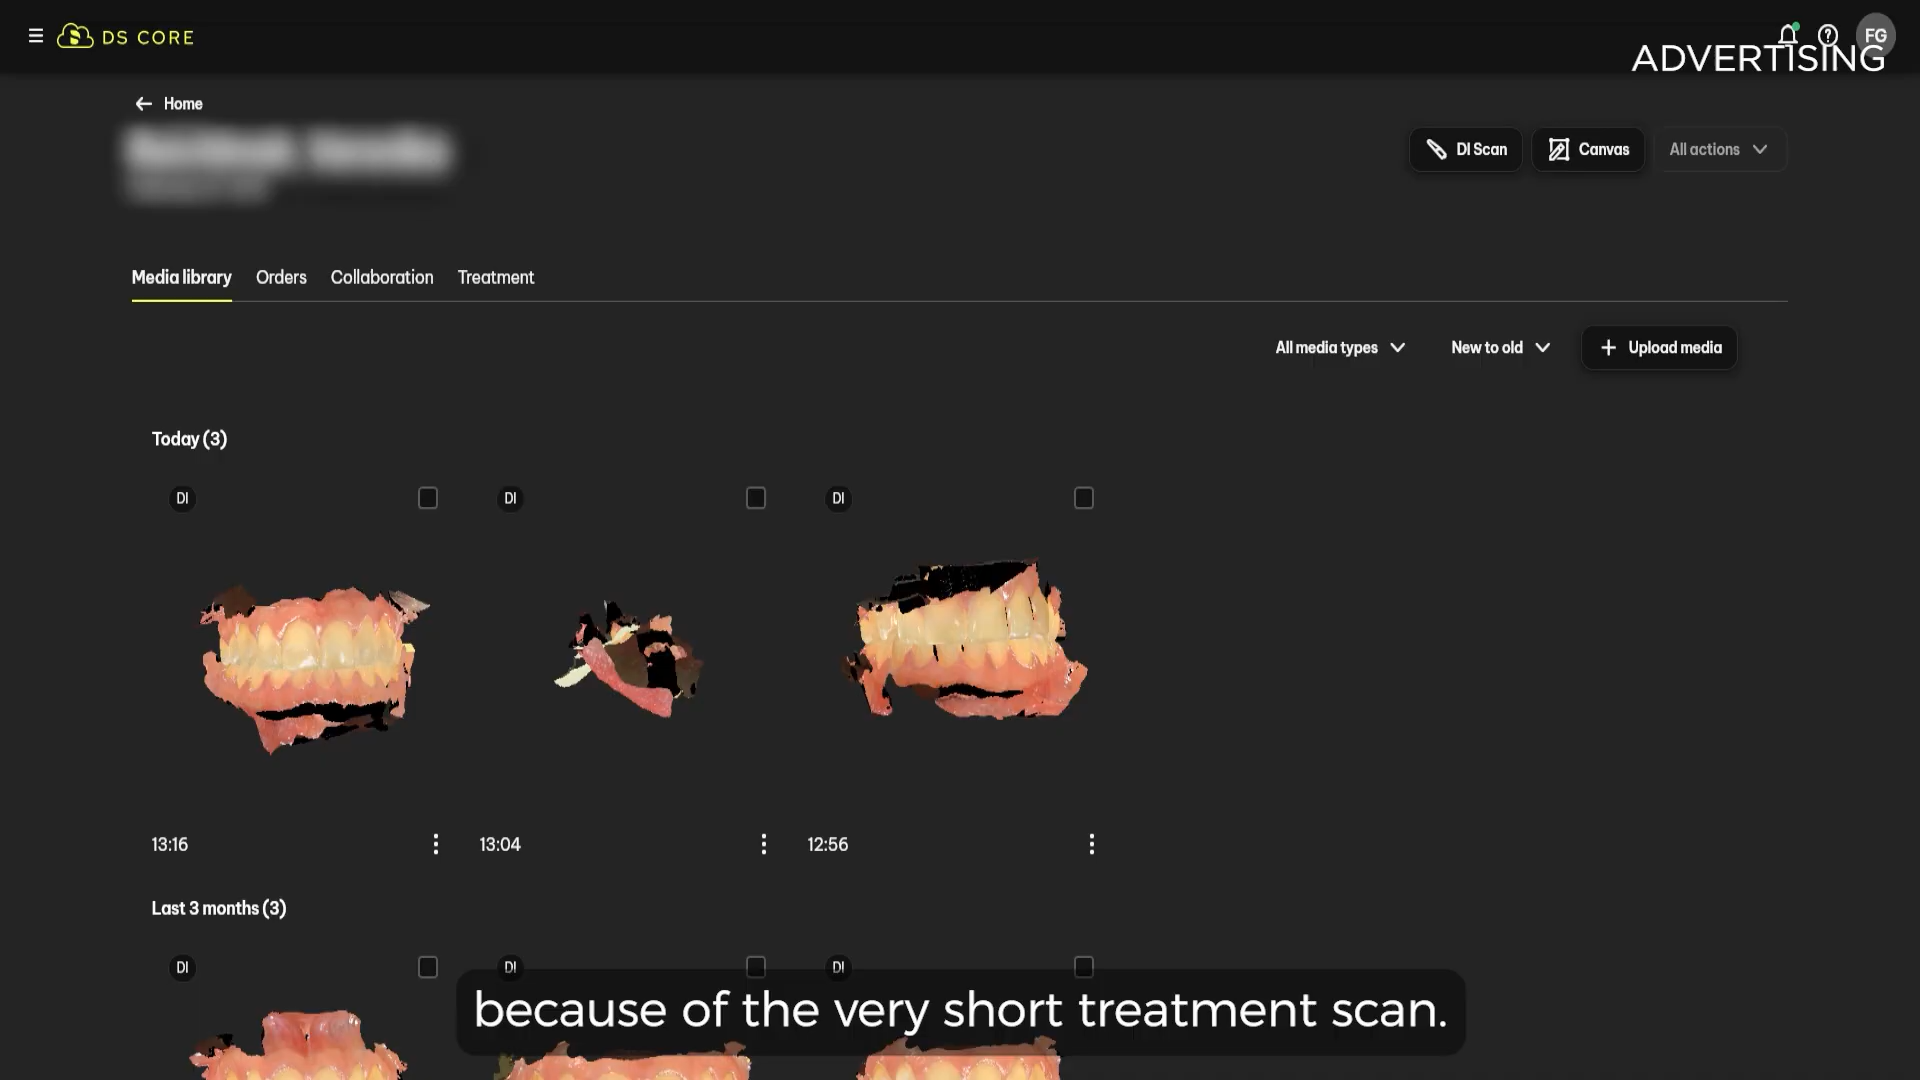 DS CORE
FG
ADVERTISING
Home
DI Scan
Canvas
All actions
Media library
Orders
Collaboration
Treatment
All media types
New to old
Upload media
Today (3)
DI
DI
DI
13:16
13:04
12:56
Last 3 months (3)
DI
DI
DI
because of the very short treatment scan.